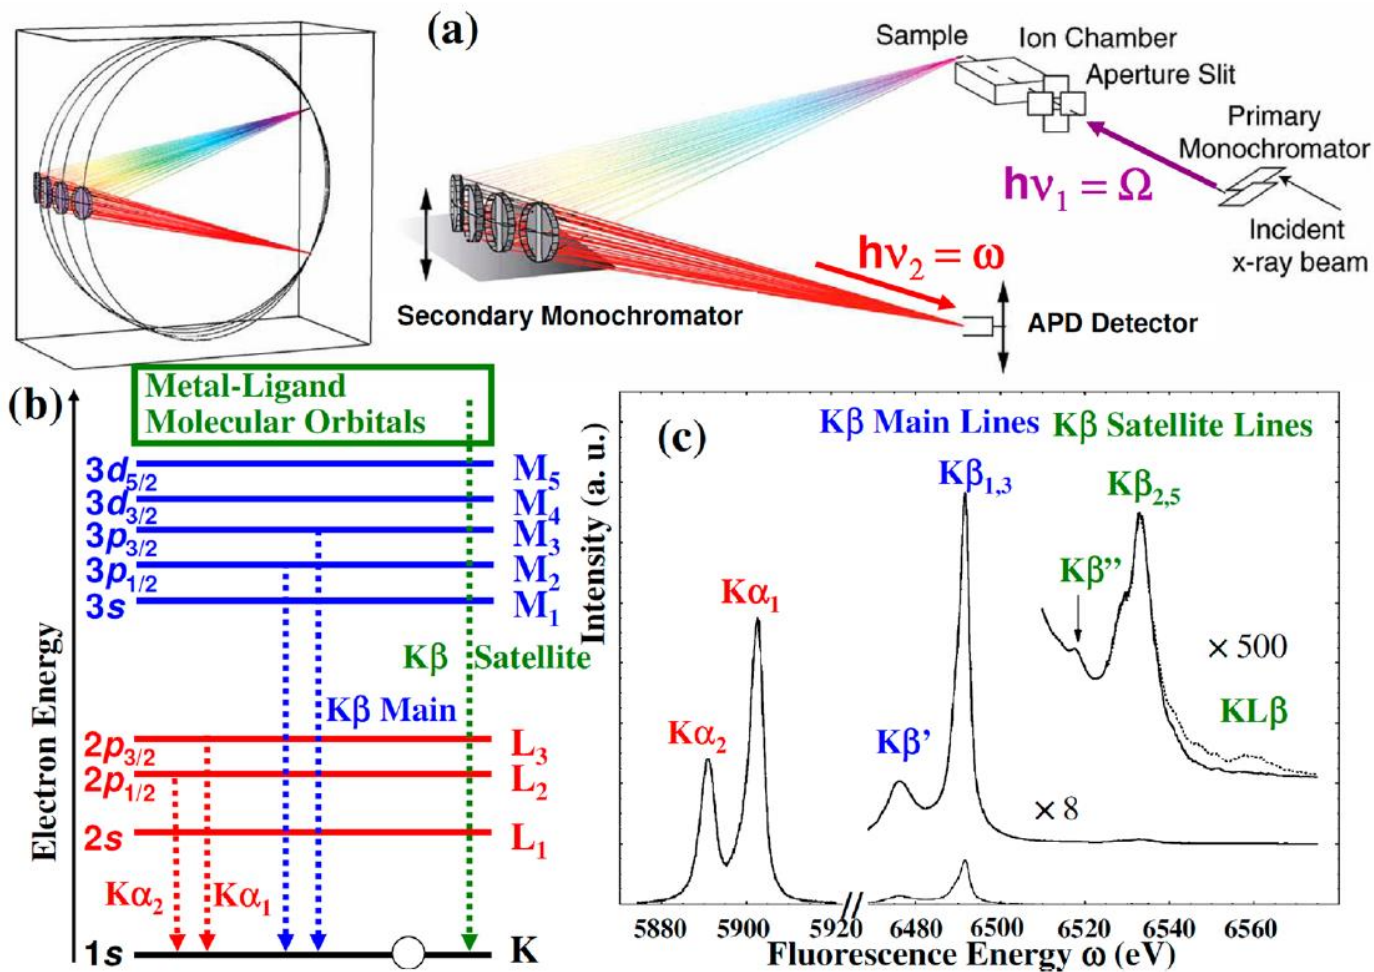 (a)
Sample
Ion Chamber
Aperture Slit
Primary
Monochromator
hν₁ = Ω
Incident
x-ray beam
hν₂ = ω
Secondary Monochromator
APD Detector
(b)
Metal-Ligand
Molecular Orbitals
Electron Energy
3d₅/₂ M₅
3d₃/₂ M₄
3p₃/₂ M₃
3p₁/₂ M₂
3s M₁
Kβ Satellite
Kβ Main
2p₃/₂ L₃
2p₁/₂ L₂
2s L₁
Kα₂ Kα₁
1s K
(c)
Intensity (a. u.)
Kβ Main Lines
Kβ Satellite Lines
Kβ₁,₃
Kβ₂,₅
Kβ’’
Kα₁
× 500
KLβ
Kα₂
Kβ’
× 8
5880 5900 5920 6480 6500 6520 6540 6560
Fluorescence Energy ω (eV)